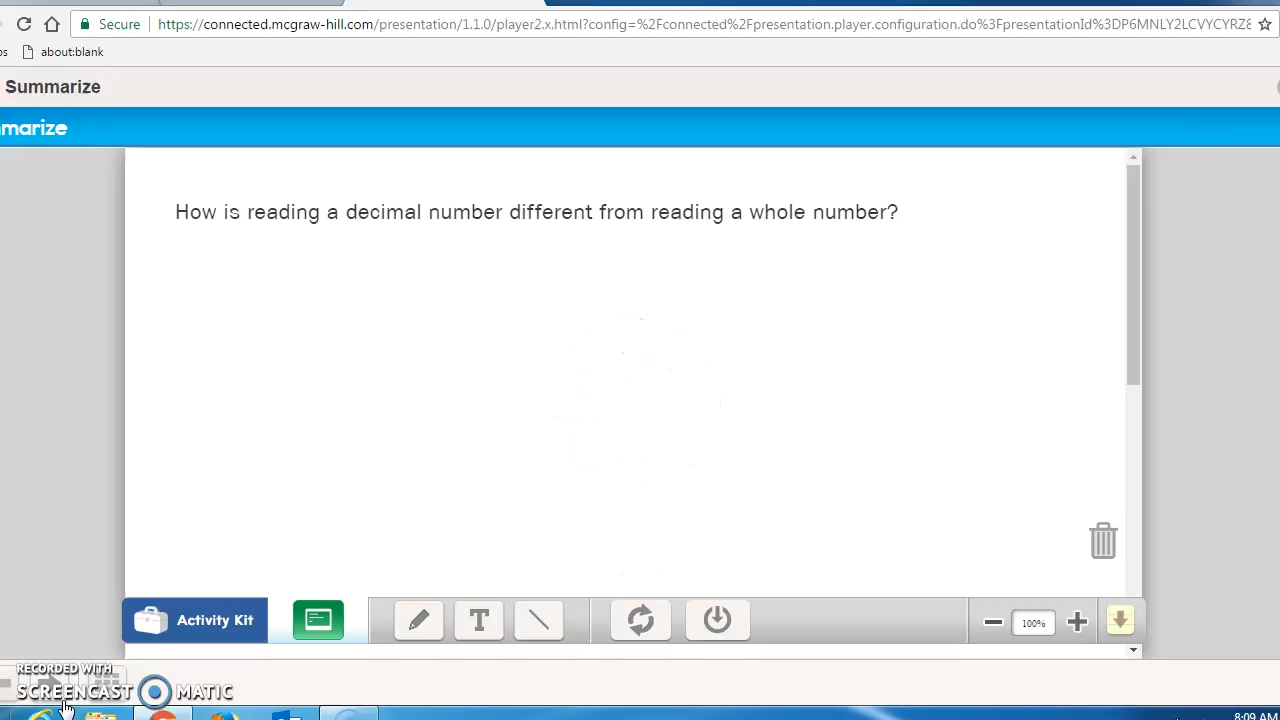 Secure
https://connected.mcgraw-hill.com/presentation/1.1.0/player2.x.html?config=%2Fconnected%2Fpresentation.player.configuration.do%3FpresentationId%3DP6MNLY2LCVYCYRZ8
about:blank
Summarize
marize
How is reading a decimal number different from reading a whole number?
Activity Kit
T
100%
RECORDED WITH
SCREENCAST MATIC
8:09 AM